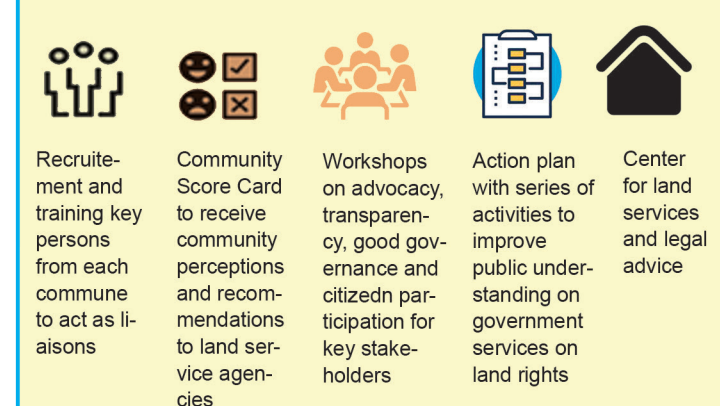 Recruite-
ment and
training key
persons
from each
commune
to act as li-
aisons
Community
Score Card
to receive
community
perceptions
and recom-
mendations
to land ser-
vice agen-
cies
Workshops
on advocacy,
transparen-
cy, good gov-
ernance and
citizedn par-
ticipation for
key stake-
holders
Action plan
with series of
activities to
improve
public under-
standing on
government
services on
land rights
Center
for land
services
and legal
advice